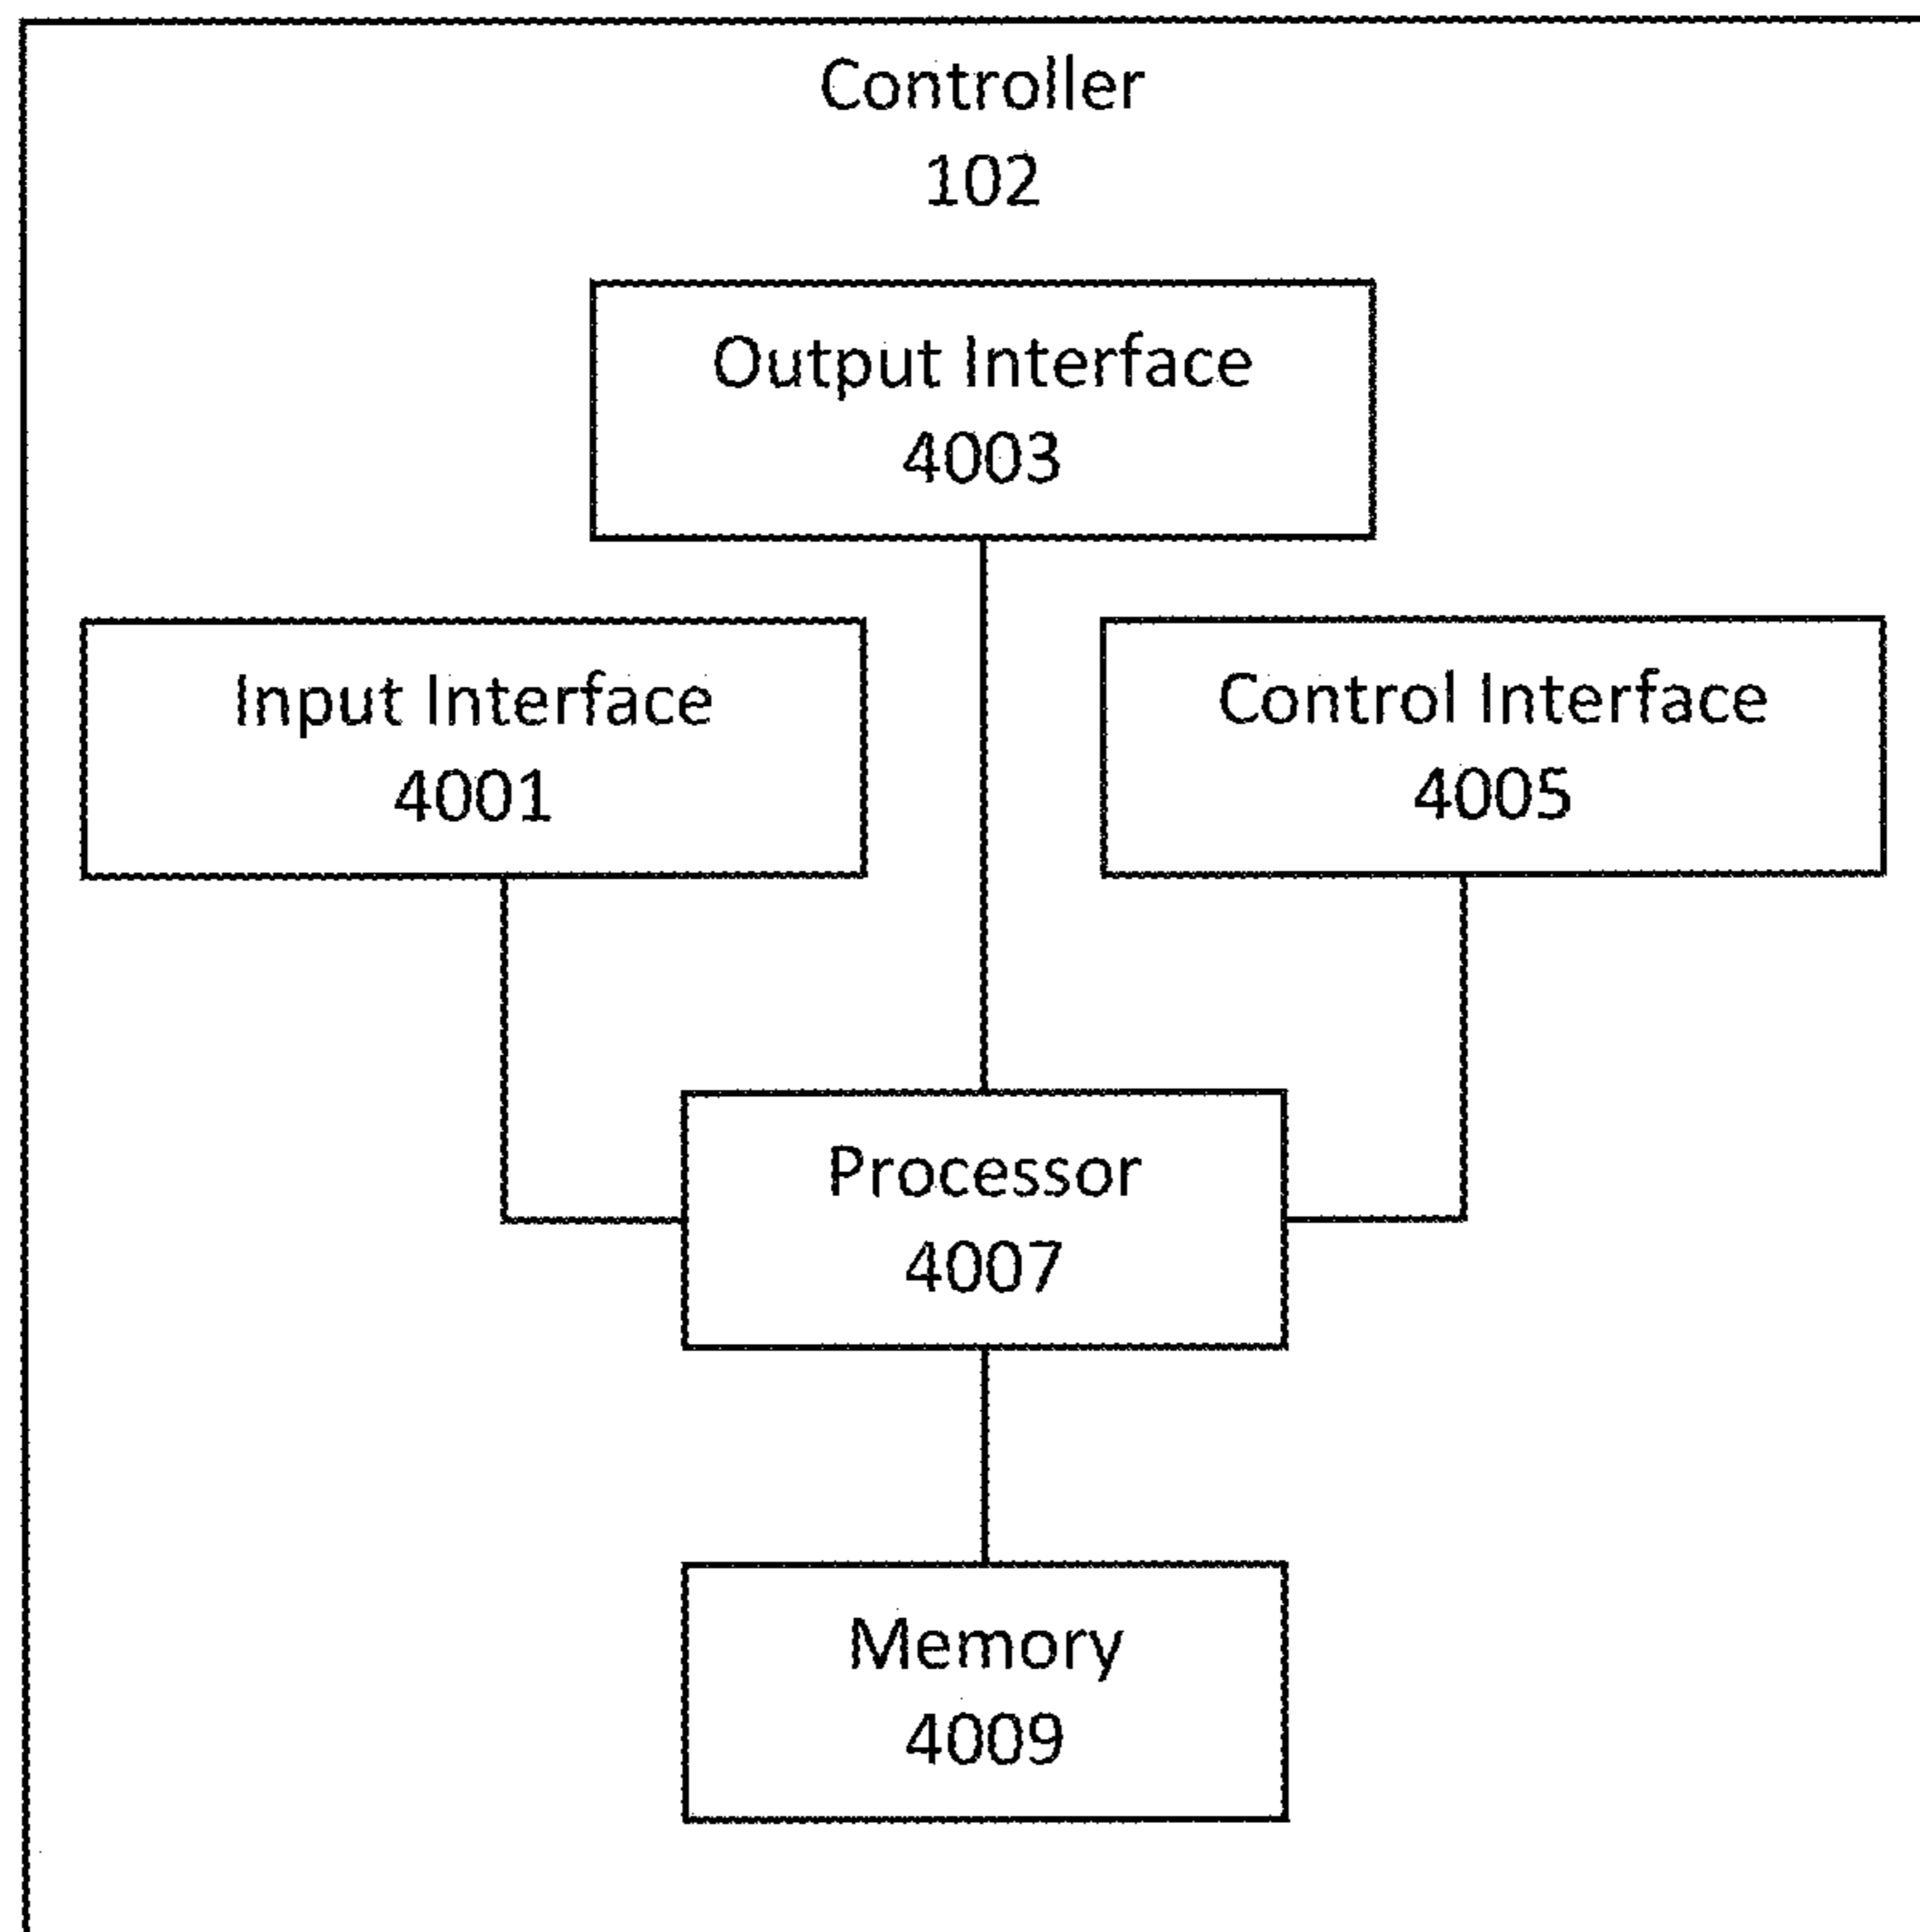 Controller
102
Output Interface
4003
Input Interface
4001
Control Interface
4005
Processor
4007
Memory
4009